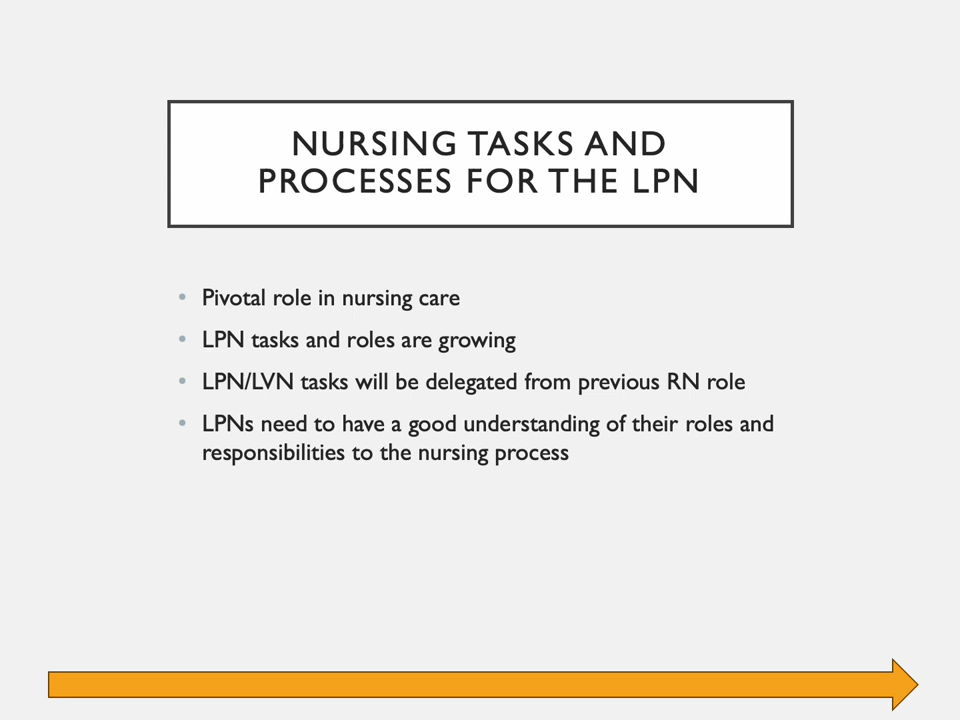 NURSING TASKS AND
PROCESSES FOR THE LPN
• Pivotal role in nursing care
• LPN tasks and roles are growing
• LPN/LVN tasks will be delegated from previous RN role
• LPNs need to have a good understanding of their roles and
responsibilities to the nursing process